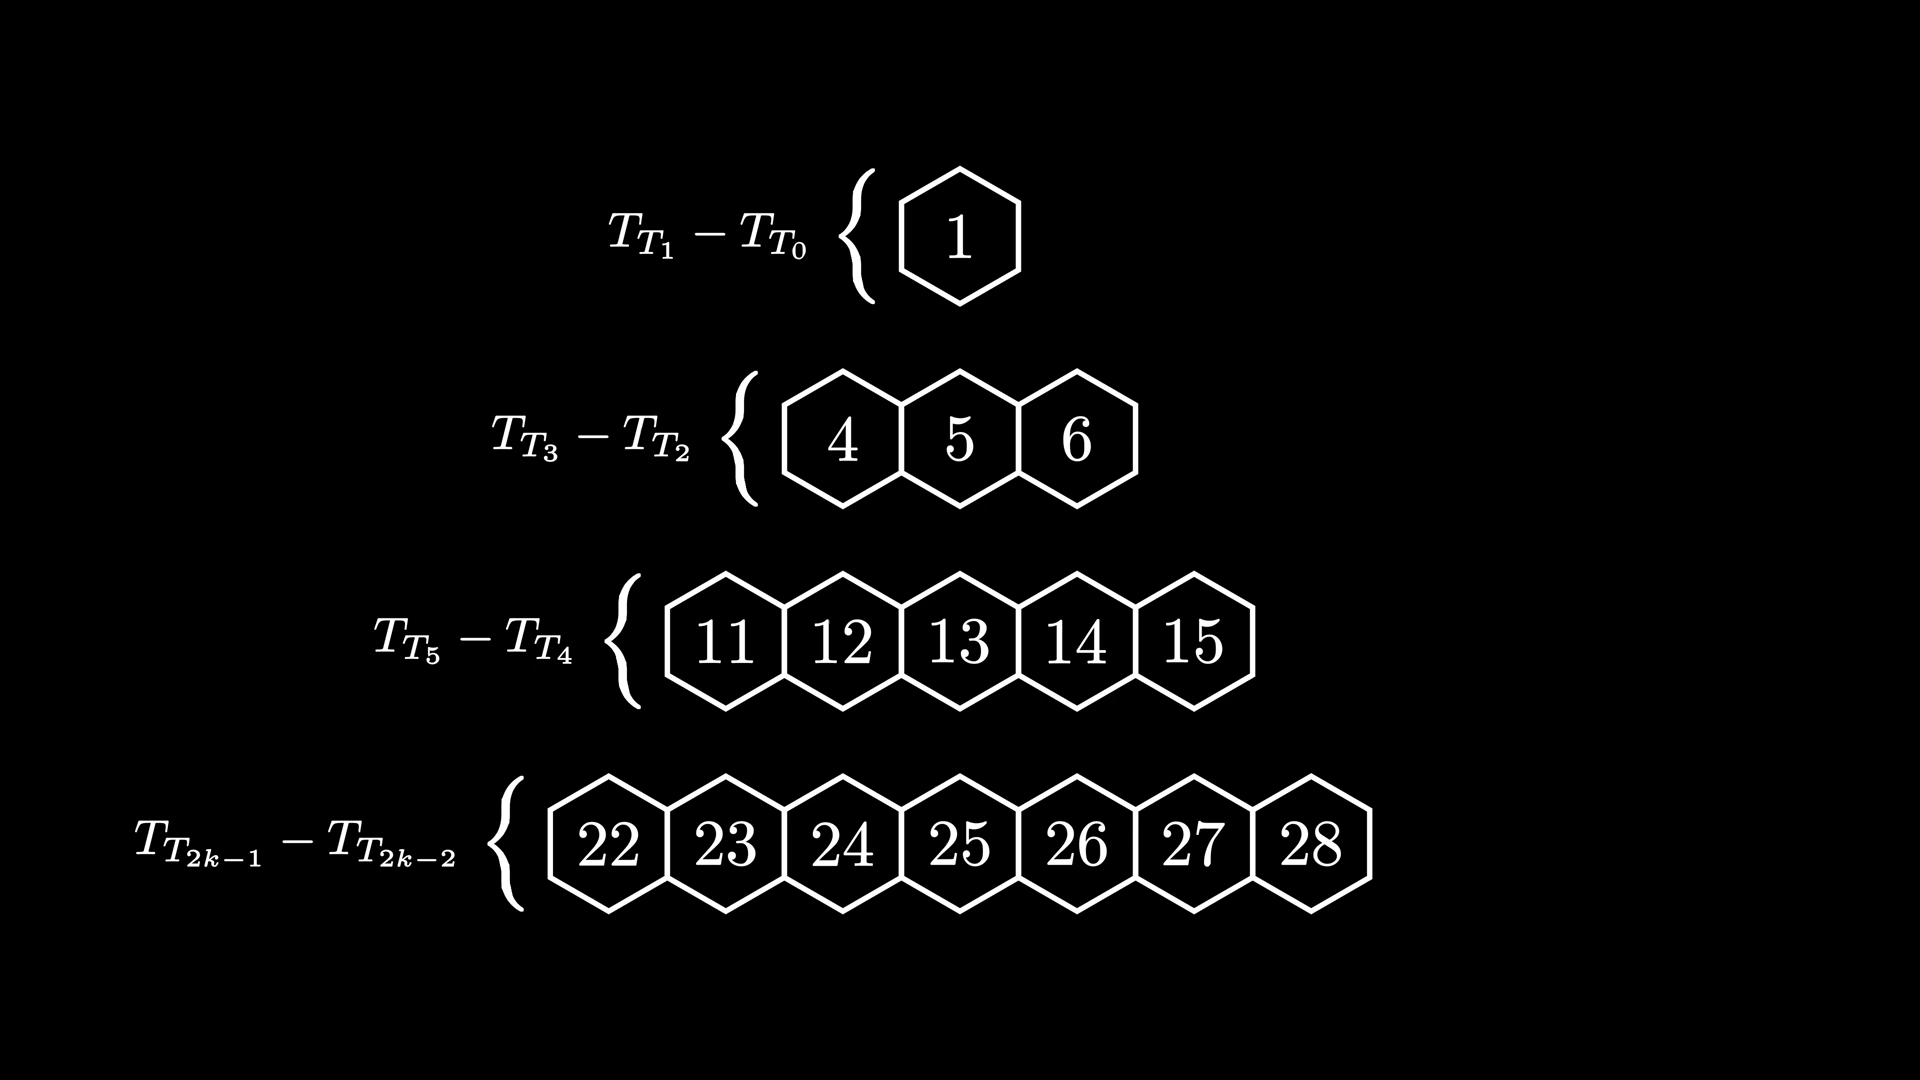 T_{T_1} − T_{T_0} { 1
T_{T_3} − T_{T_2} { 4 5 6
T_{T_5} − T_{T_4} { 11 12 13 14 15
T_{T_{2k−1}} − T_{T_{2k−2}} { 22 23 24 25 26 27 28